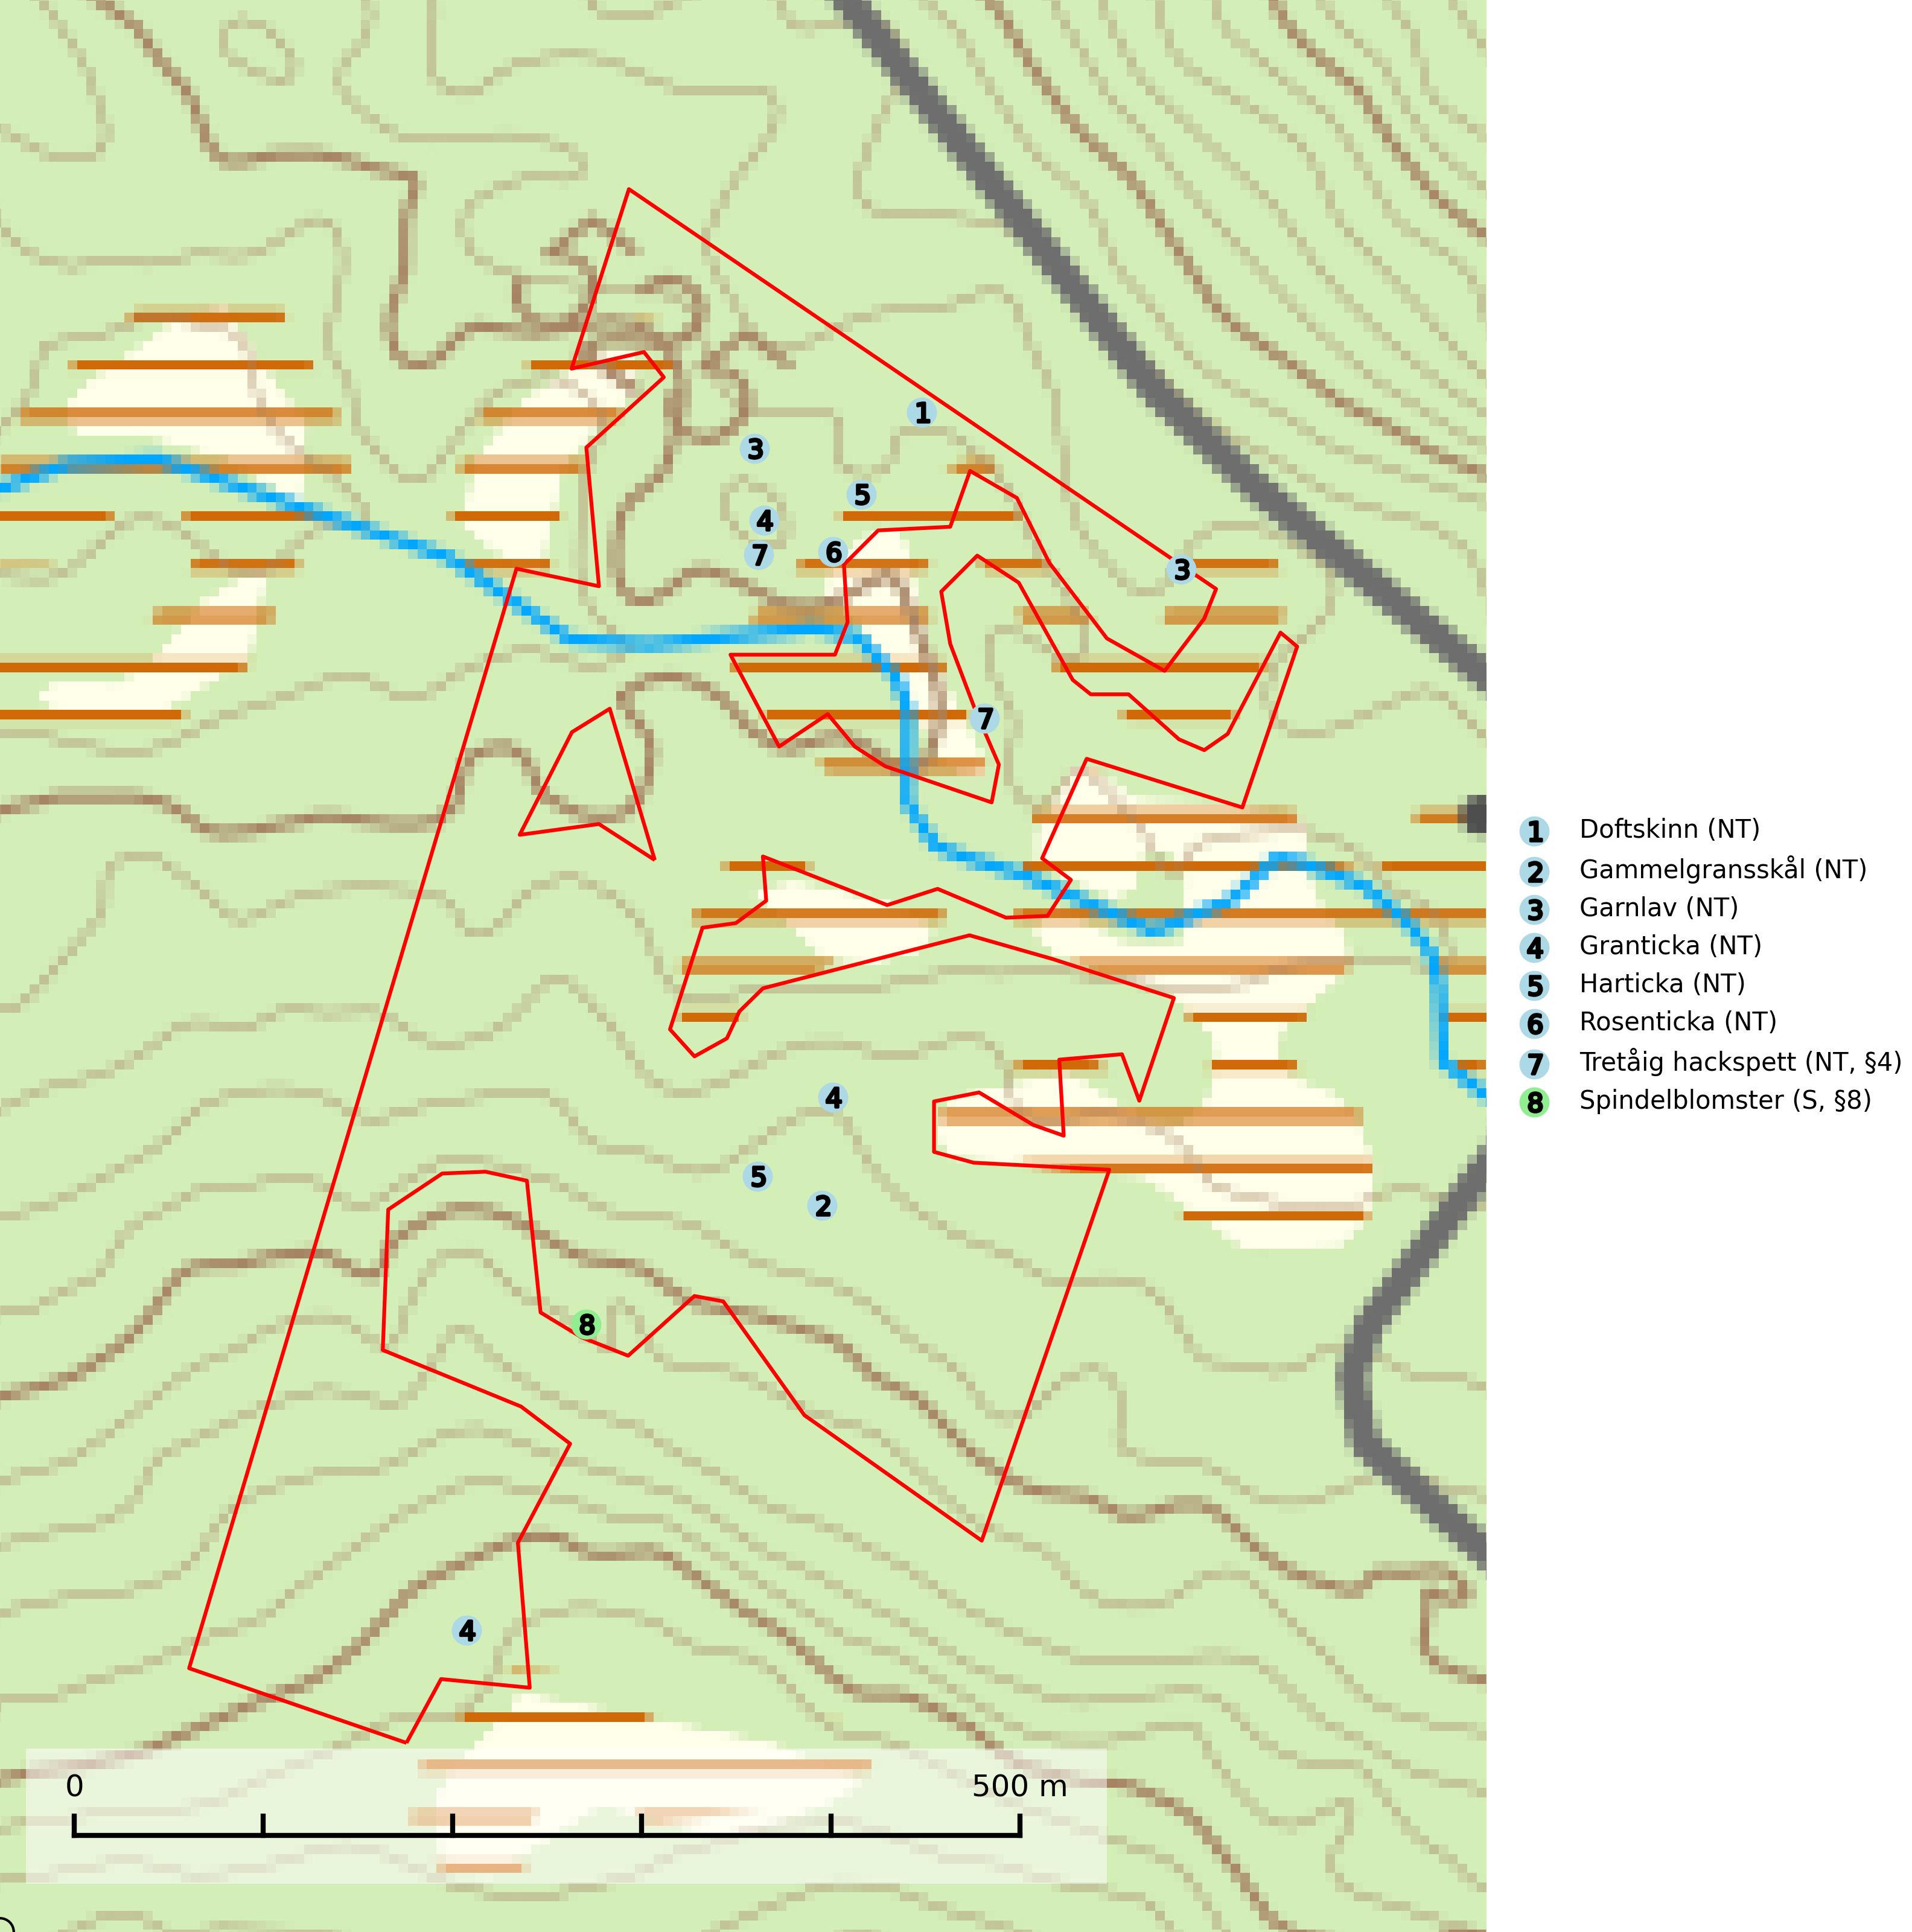 1
3
5
4
7
6
3
7
4
5
2
8
4
0 500 m
1 Doftskinn (NT)
2 Gammelgransskål (NT)
3 Garnlav (NT)
4 Granticka (NT)
5 Harticka (NT)
6 Rosenticka (NT)
7 Tretåig hackspett (NT, §4)
8 Spindelblomster (S, §8)